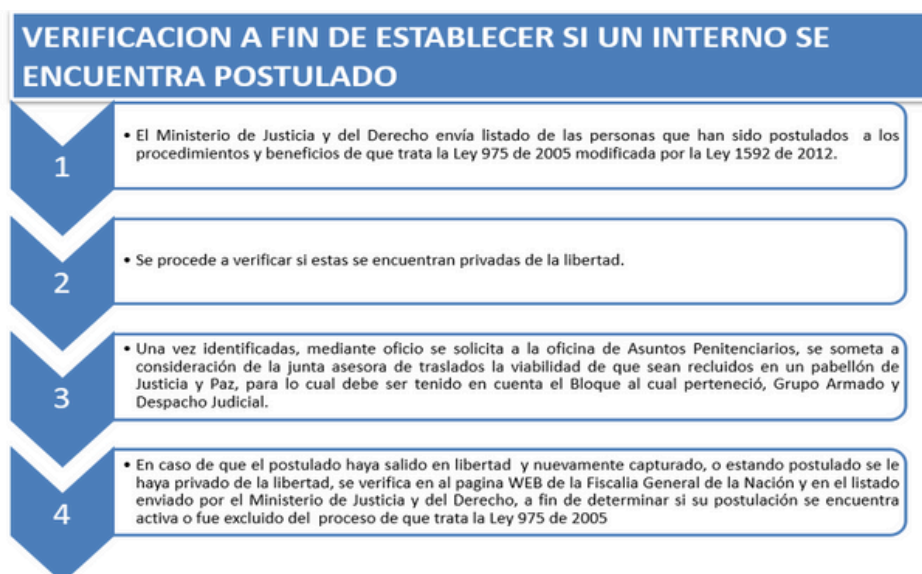 VERIFICACION A FIN DE ESTABLECER SI UN INTERNO SE
ENCUENTRA POSTULADO
1
• El Ministerio de Justicia y del Derecho envía listado de las personas que han sido postulados a los
procedimientos y beneficios de que trata la Ley 975 de 2005 modificada por la Ley 1592 de 2012.
2
• Se procede a verificar si estas se encuentran privadas de la libertad.
3
• Una vez identificadas, mediante oficio se solicita a la oficina de Asuntos Penitenciarios, se someta a
consideración de la junta asesora de traslados la viabilidad de que sean recluidos en un pabellón de
Justicia y Paz, para lo cual debe ser tenido en cuenta el Bloque al cual perteneció, Grupo Armado y
Despacho Judicial.
4
• En caso de que el postulado haya salido en libertad y nuevamente capturado, o estando postulado se le
haya privado de la libertad, se verifica en al pagina WEB de la Fiscalia General de la Nación y en el listado
enviado por el Ministerio de Justicia y del Derecho, a fin de determinar si su postulación se encuentra
activa o fue excluido del proceso de que trata la Ley 975 de 2005